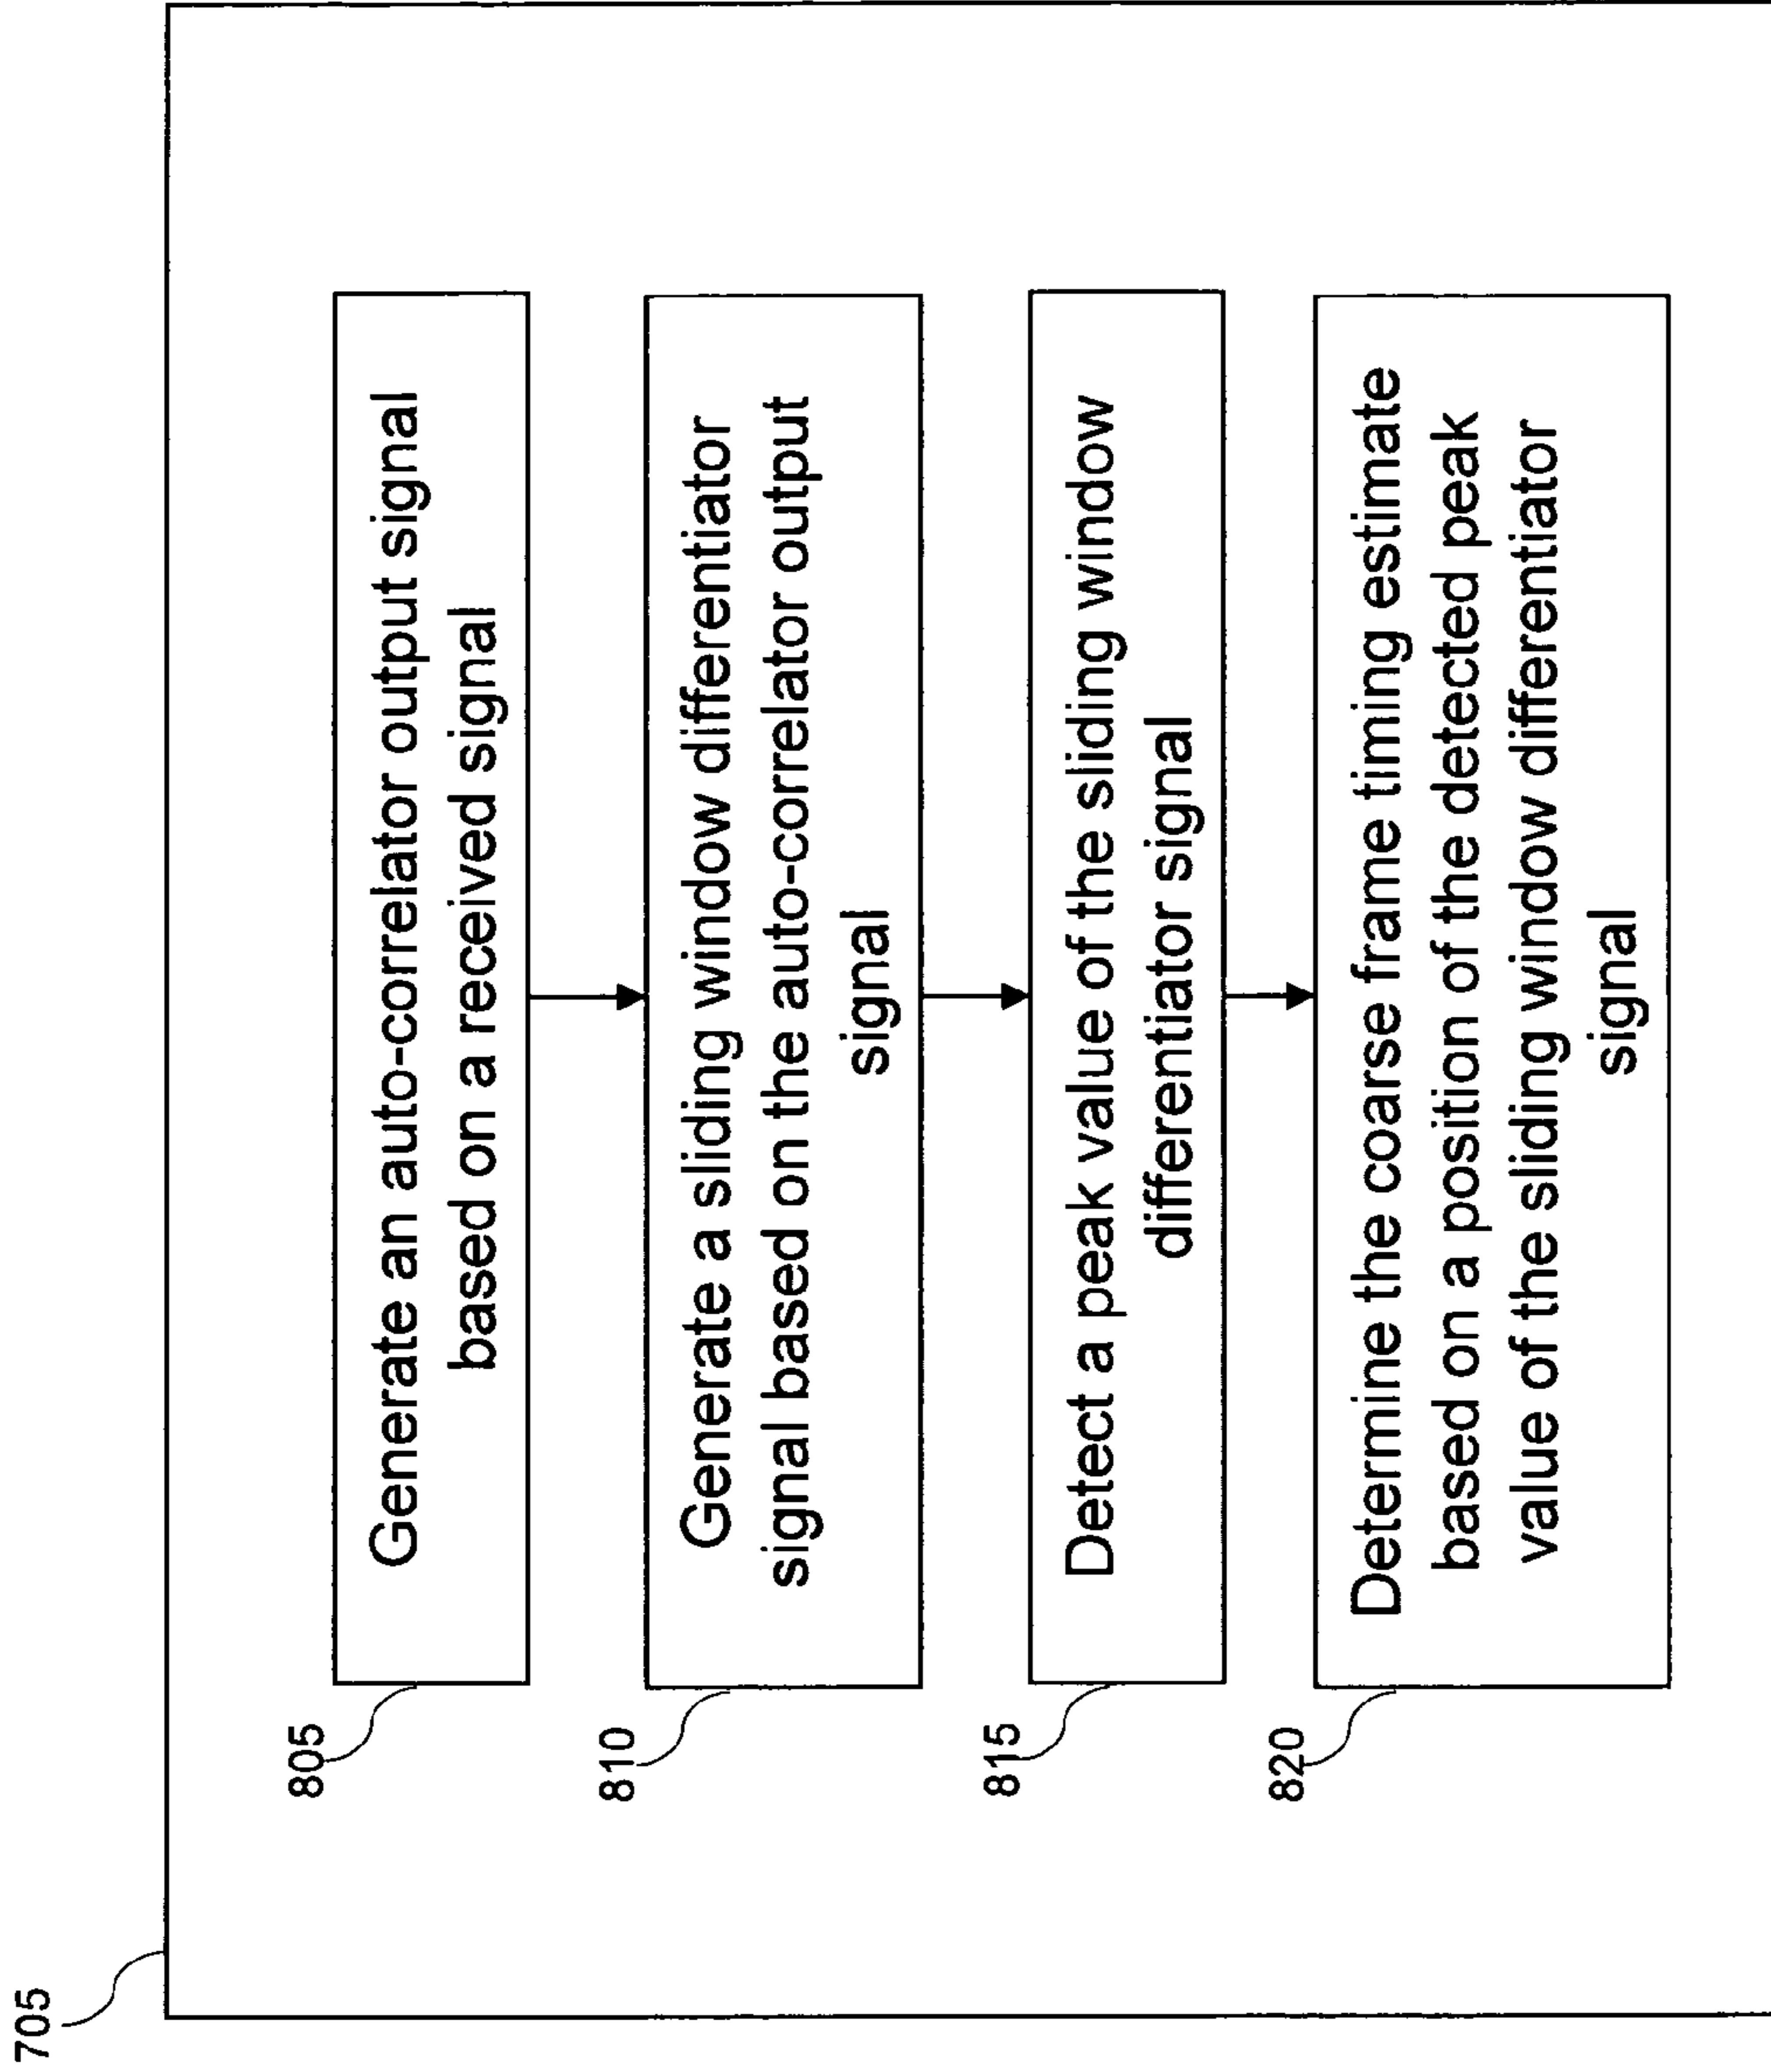 705
805
Generate an auto-correlator output signal
based on a received signal
810
Generate a sliding window differentiator
signal based on the auto-correlator output
signal
815
Detect a peak value of the sliding window
differentiator signal
820
Determine the coarse frame timing estimate
based on a position of the detected peak
value of the sliding window differentiator
signal